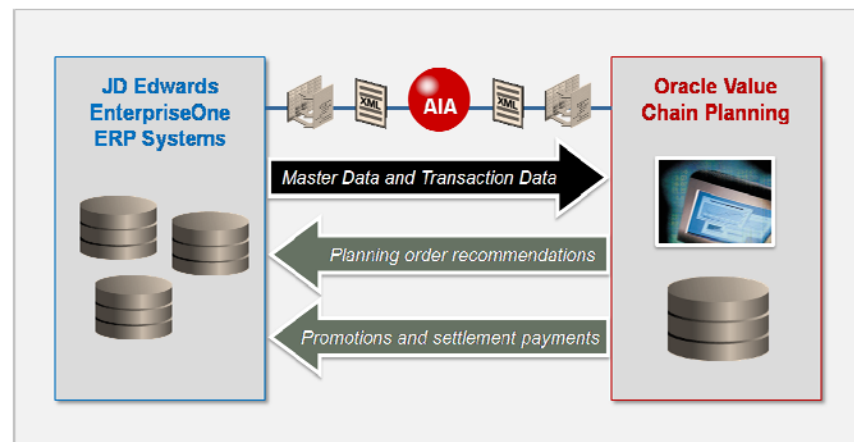 JD Edwards
EnterpriseOne
ERP Systems
XML
AIA
XML
Oracle Value
Chain Planning
Master Data and Transaction Data
Planning order recommendations
Promotions and settlement payments